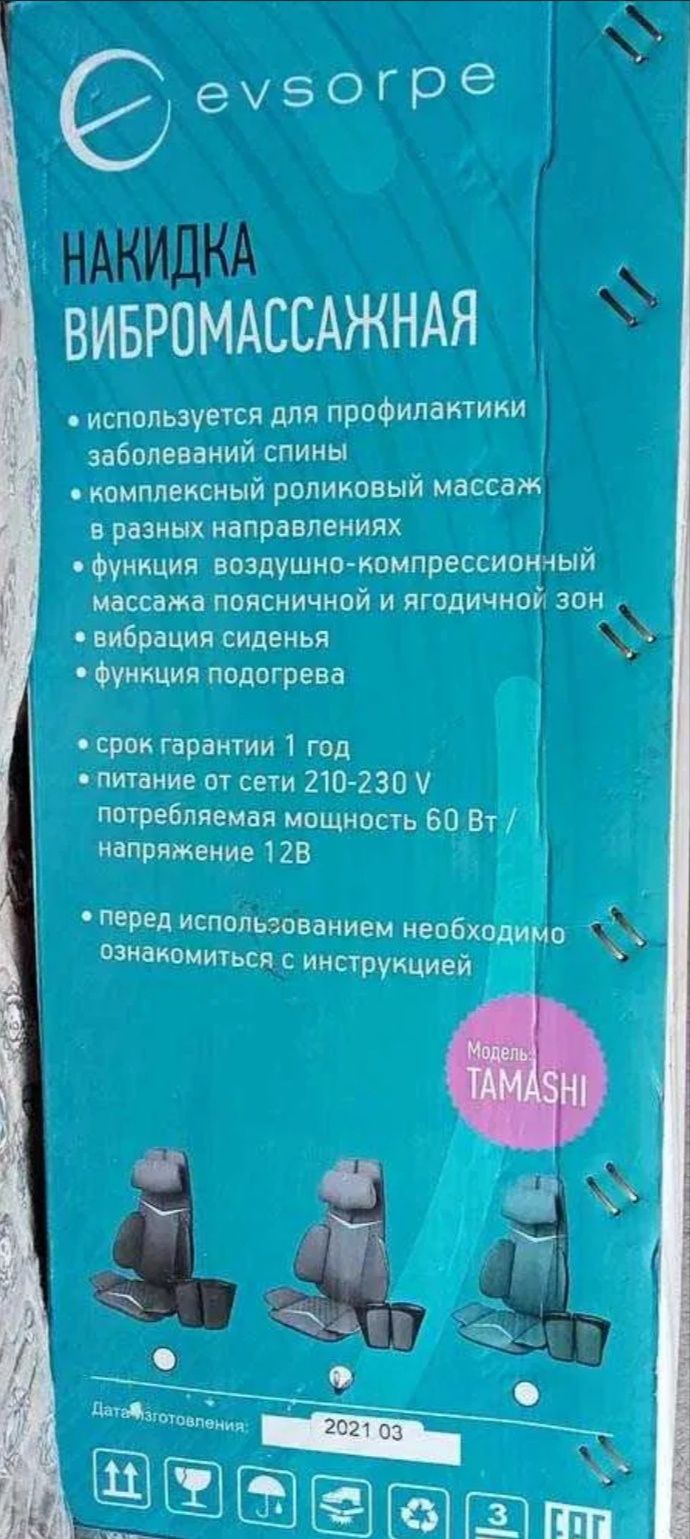 evsorpe
НАКИДКА
ВИБРОМАССАЖНАЯ
• используется для профилактики
заболеваний спины
• комплексный роликовый массаж
в разных направлениях
• функция воздушно-компрессионный
массажа поясничной и ягодичной зон
• вибрация сиденья
• функция подогрева
• срок гарантии 1 год
• питание от сети 210-230 V
потребляемая мощность 60 Вт /
напряжение 12В
• перед использованием необходимо
ознакомиться с инструкцией
Модель:
TAMASHI
Дата изготовления: 2021 03
3
EAC